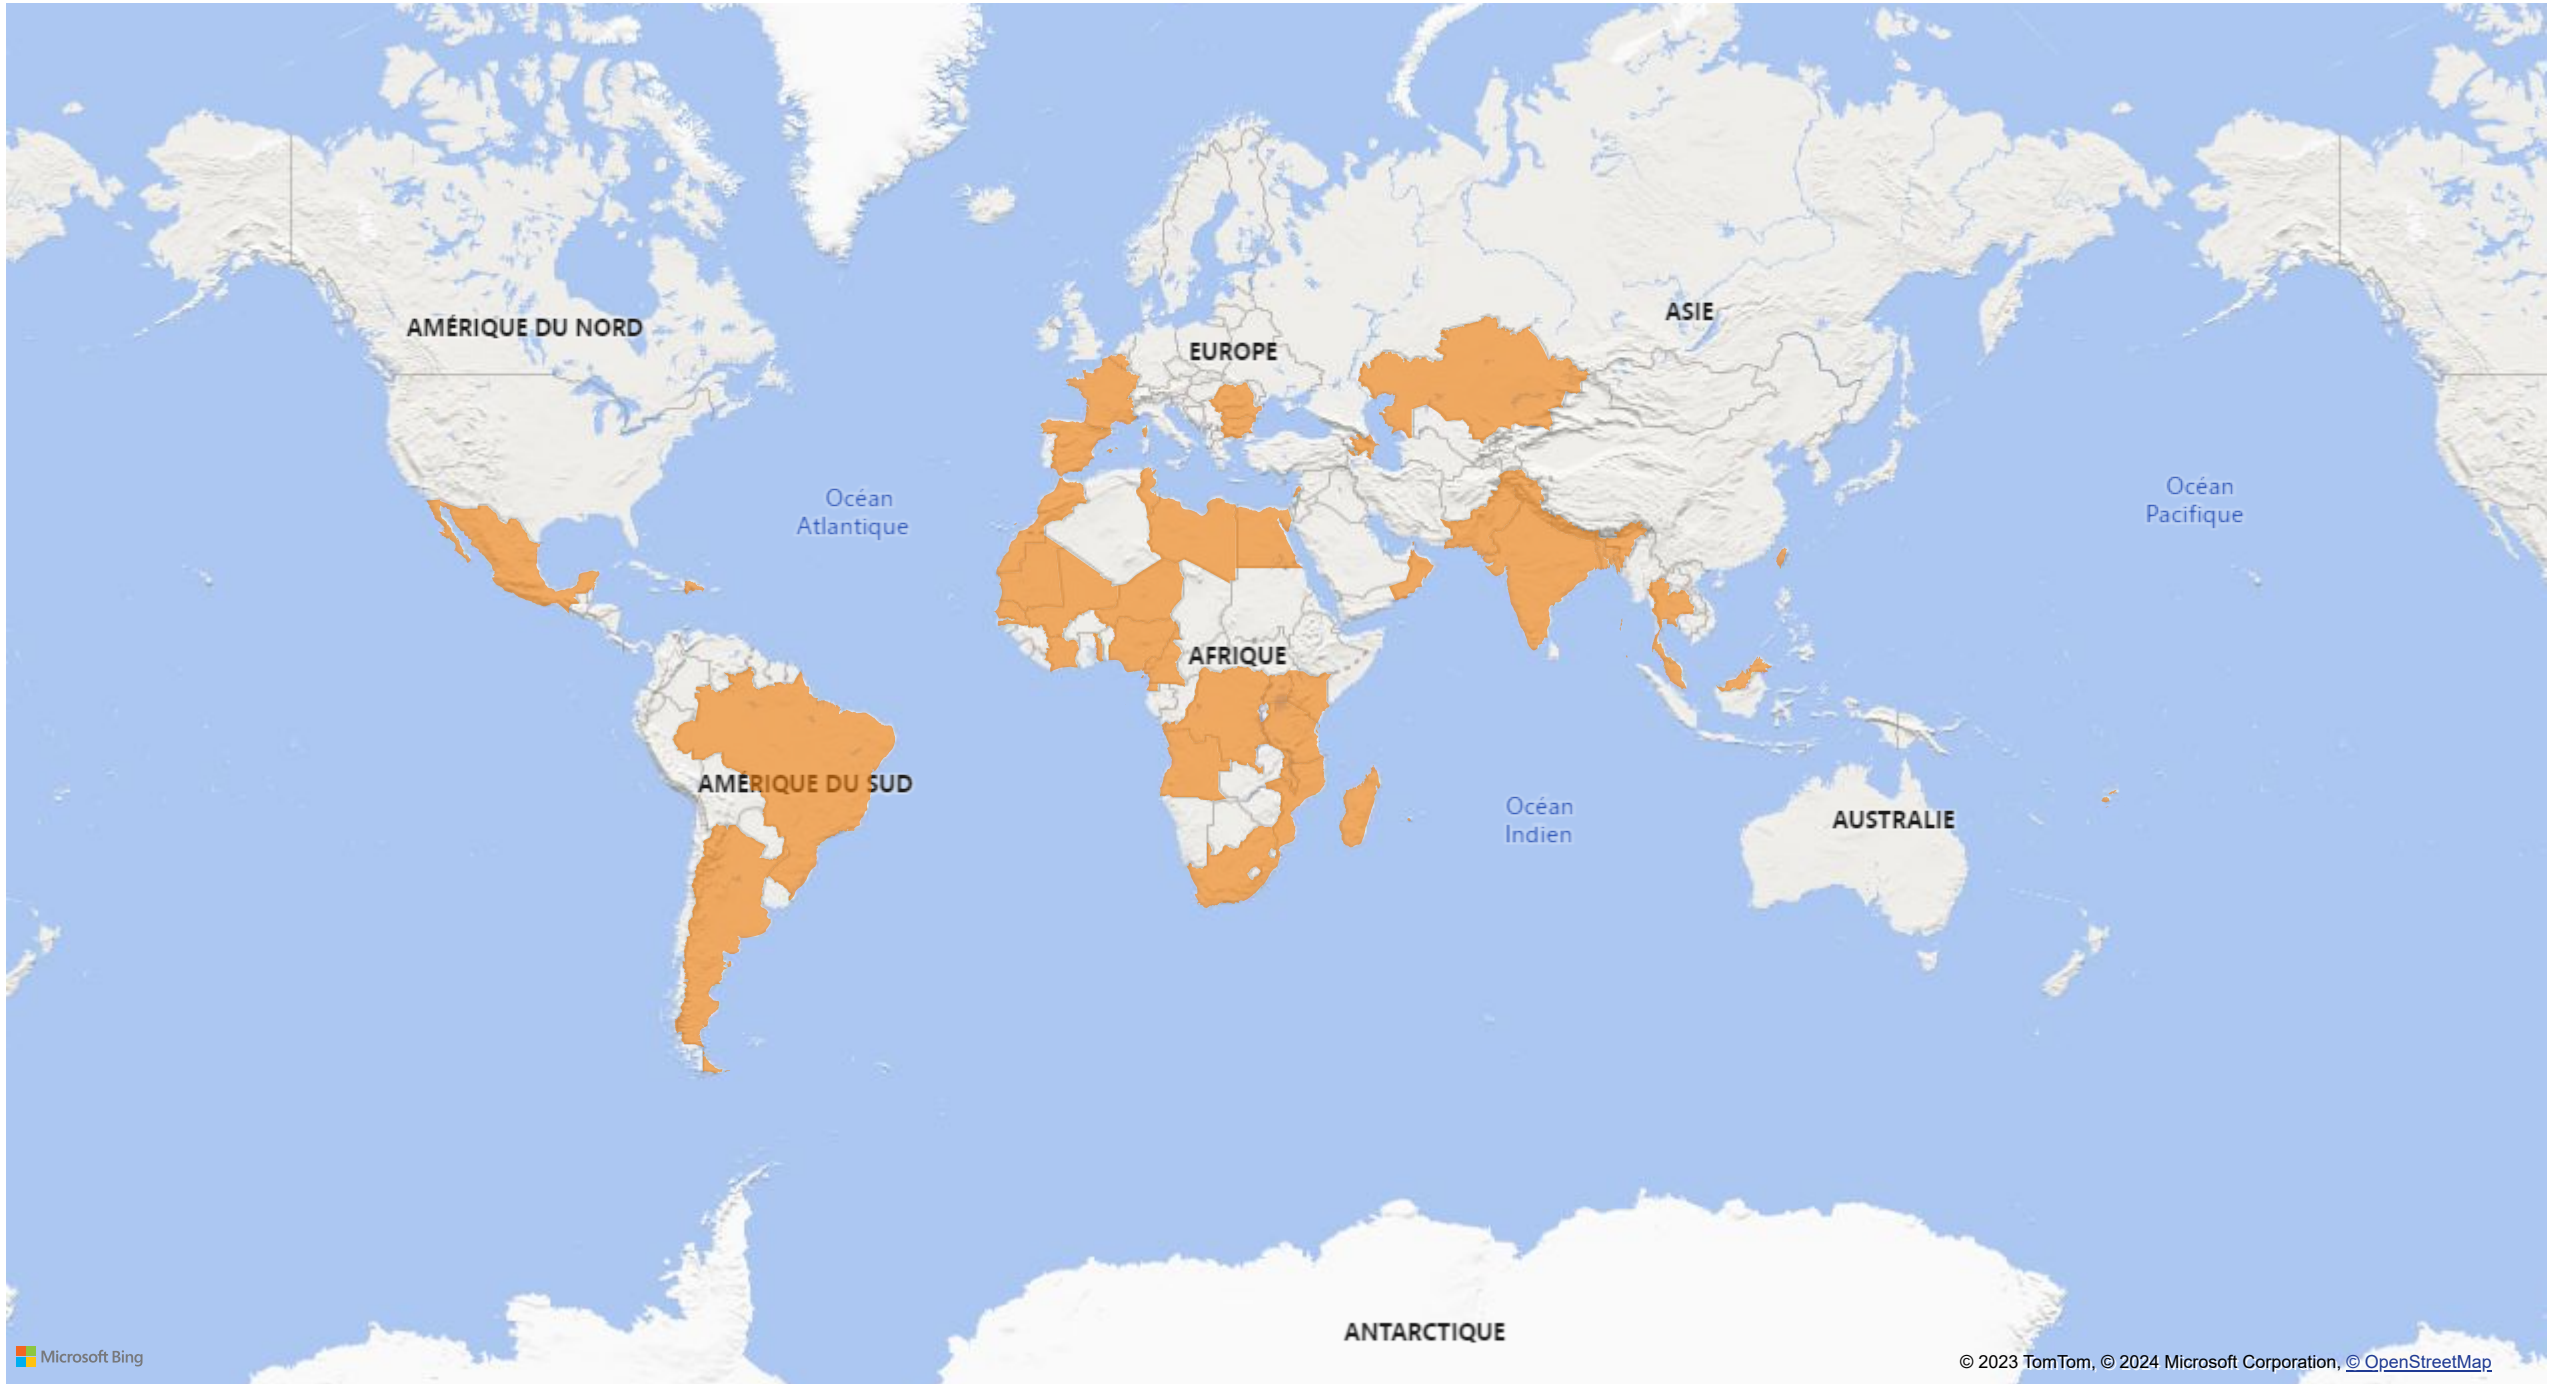 ASIE
AMÉRIQUE DU NORD
EUROPE
Océan
Atlantique
Océan
Pacifique
AFRIQUE
AMÉRIQUE DU SUD
Océan
Indien
AUSTRALIE
ANTARCTIQUE
Microsoft Bing
© 2023 TomTom, © 2024 Microsoft Corporation, © OpenStreetMap